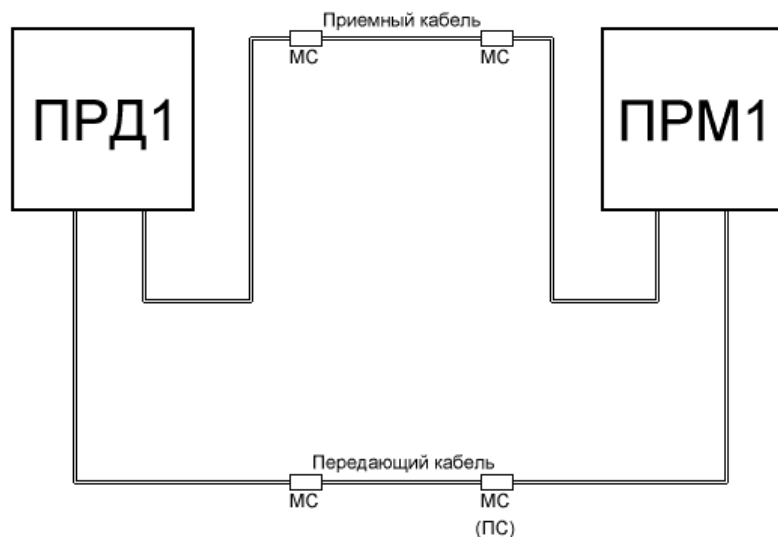 Приемный кабель
МС
МС
ПРД1
ПРМ1
Передающий кабель
МС
МС
(ПС)